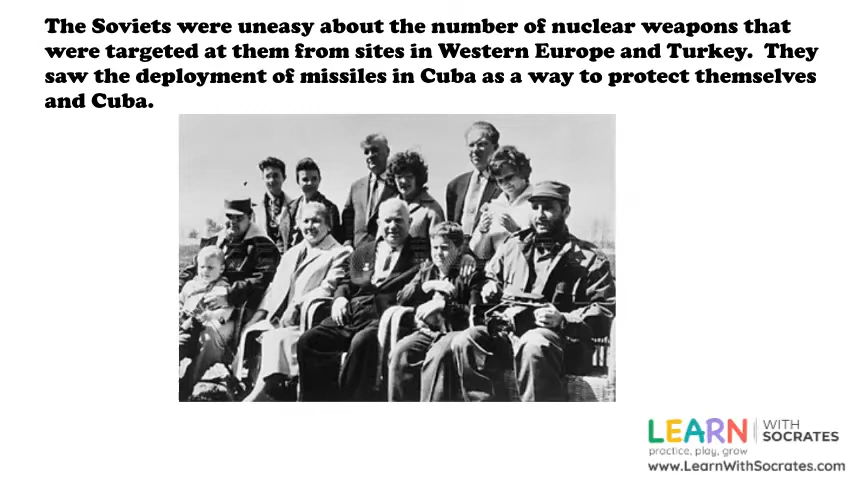 The Soviets were uneasy about the number of nuclear weapons that
were targeted at them from sites in Western Europe and Turkey.  They
saw the deployment of missiles in Cuba as a way to protect themselves
and Cuba.
LEARN WITH SOCRATES
practice, play, grow
www.LearnWithSocrates.com